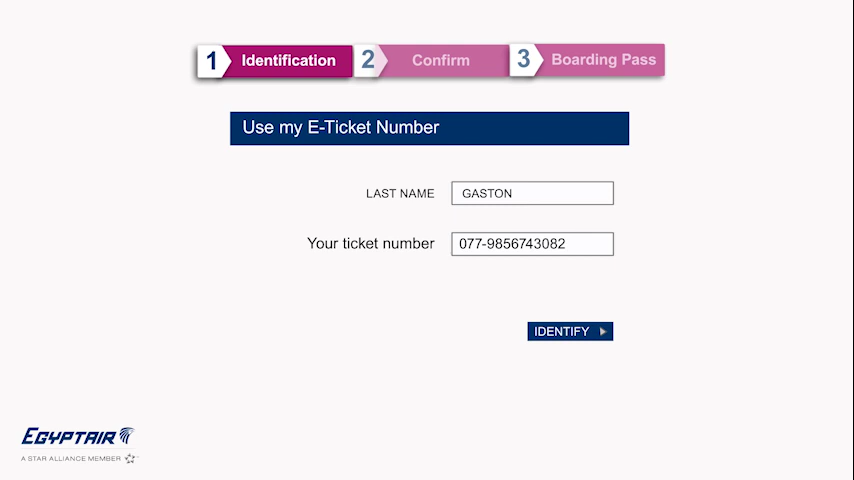 1 Identification 2 Confirm 3 Boarding Pass
Use my E-Ticket Number
LAST NAME GASTON
Your ticket number 077-9856743082
IDENTIFY
EGYPTAIR
A STAR ALLIANCE MEMBER